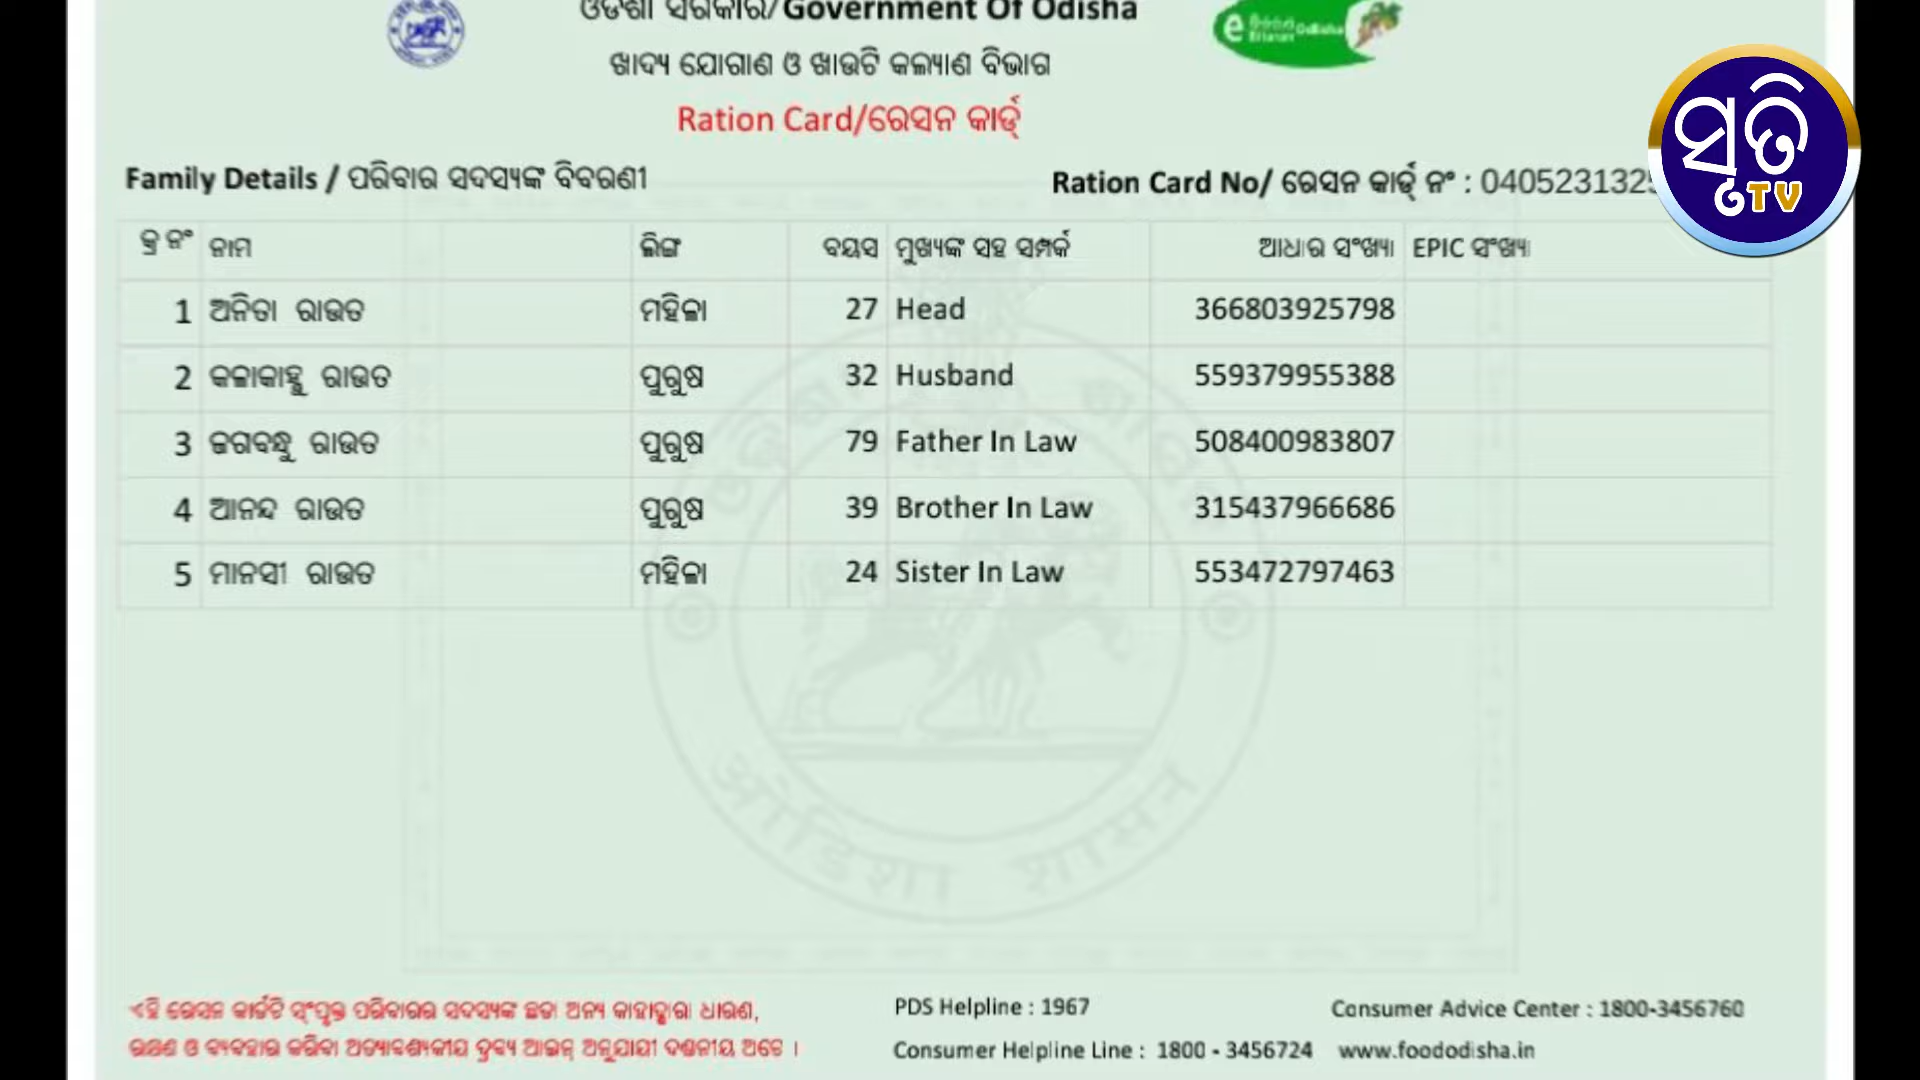 ଓଡିଶା ସରକାର/Government Of Odisha
ଖାଦ୍ୟ ଯୋଗାଣ ଓ ଖାଉଟି କଲ୍ୟାଣ ବିଭାଗ
Ration Card/ରେସନ କାର୍ଡ୍
Family Details / ପରିବାର ସଦସ୍ୟଙ୍କ ବିବରଣୀ
Ration Card No/ ରେସନ କାର୍ଡ୍ ନଂ : 040523132
ସ୍ମୃତି TV
କ୍ର ନଂ ନାମ ଲିଙ୍ଗ ବୟସ ମୁଖ୍ୟଙ୍କ ସହ ସମ୍ପର୍କ ଆଧାର ସଂଖ୍ୟା EPIC ସଂଖ୍ୟା
1 ଅନିତା ରାଉତ ମହିଳା 27 Head 366803925798
2 କଳାକାହ୍ନୁ ରାଉତ ପୁରୁଷ 32 Husband 559379955388
3 ଜଗବନ୍ଧୁ ରାଉତ ପୁରୁଷ 79 Father In Law 508400983807
4 ଆନନ୍ଦ ରାଉତ ପୁରୁଷ 39 Brother In Law 315437966686
5 ମାନସୀ ରାଉତ ମହିଳା 24 Sister In Law 553472797463
ओडिशा शासन
ଏହି ରେସନ କାର୍ଡଟି ସଂପୃକ୍ତ ପରିବାରର ସଦସ୍ୟଙ୍କ ଛଡା ଅନ୍ୟ କାହାଦ୍ବାରା ଧାରଣ,
ରକ୍ଷଣ ଓ ବ୍ୟବହାର କରିବା ଅତ୍ୟାବଶ୍ୟକୀୟ ଦ୍ରବ୍ୟ ଆଇନ୍ ଅନୁଯାୟୀ ଦଣ୍ଡନୀୟ ଅଟେ ।
PDS Helpline : 1967
Consumer Advice Center : 1800-3456760
Consumer Helpline Line : 1800 - 3456724
www.foododisha.in